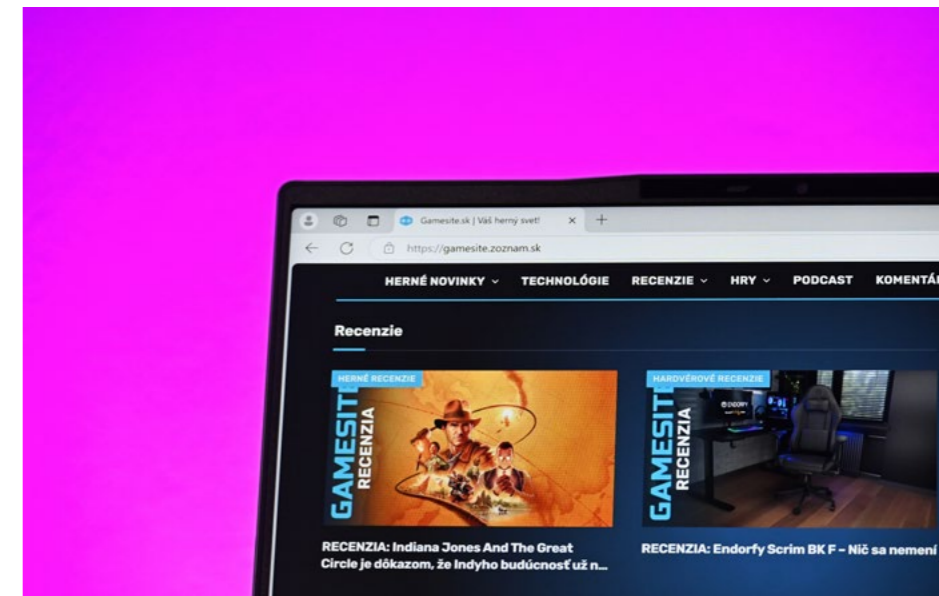 Gamesite.sk | Váš herný svet!
https://gamesite.zoznam.sk
HERNÉ NOVINKY TECHNOLÓGIE RECENZIE HRY PODCAST KOMENTÁ
Recenzie
HERNÉ RECENZIE
GAMESITE
RECENZIA
RECENZIA: Indiana Jones And The Great
Circle je dôkazom, že Indyho budúcnosť už n...
HARDVÉROVÉ RECENZIE
GAMESITE
RECENZIA
ENDORFY
RECENZIA: Endorfy Scrim BK F – Nič sa nemení